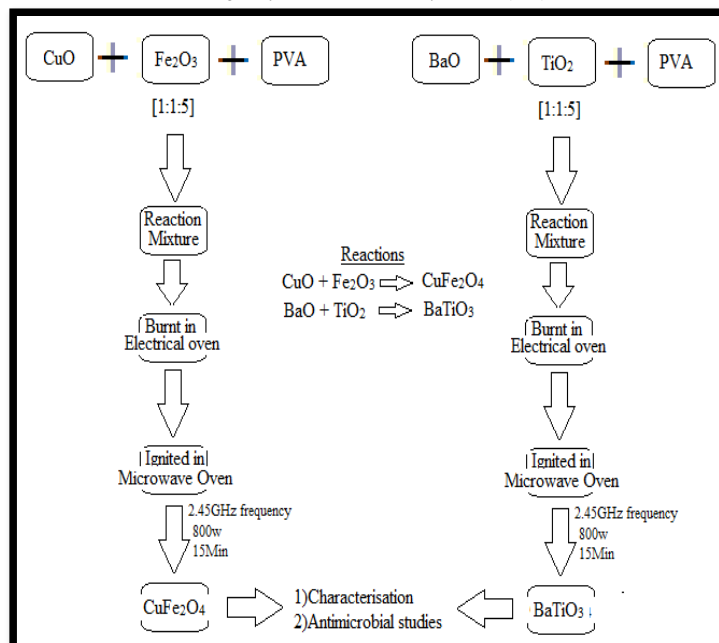 CuO + Fe₂O₃ + PVA
[1:1:5]
Reaction
Mixture
Burnt in
Electrical oven
Ignited in
Microwave Oven
2.45GHz frequency
800w
15Min
CuFe₂O₄
BaO + TiO₂ + PVA
[1:1:5]
Reaction
Mixture
Burnt in
Electrical oven
Ignited in
Microwave Oven
2.45GHz frequency
800w
15Min
BaTiO₃
Reactions
CuO + Fe₂O₃ ⇨ CuFe₂O₄
BaO + TiO₂ ⇨ BaTiO₃
1)Characterisation
2)Antimicrobial studies